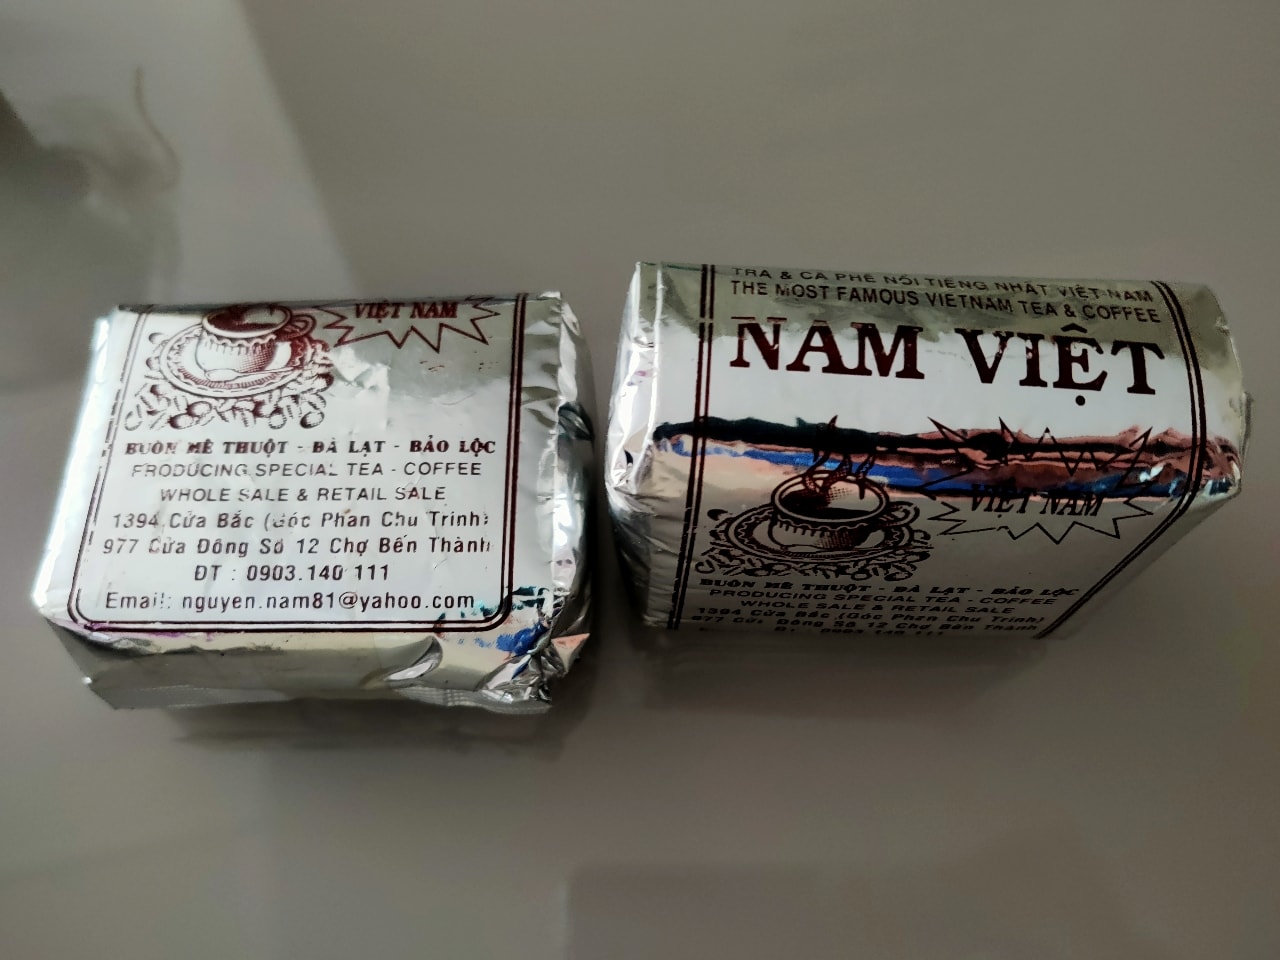 VIỆT NAM
BUÔN MÊ THUỘT - ĐÀ LẠT - BẢO LỘC
PRODUCING SPECIAL TEA - COFFEE
WHOLE SALE & RETAIL SALE
1394 Cửa Bắc (Góc Phan Chu Trinh)
977 Cửa Đông Số 12 Chợ Bến Thành
ĐT : 0903.140 111
Email: nguyen.nam81@yahoo.com
TRÀ & CÀ PHÊ NỔI TIẾNG NHẤT VIỆT NAM
THE MOST FAMOUS VIETNAM TEA & COFFEE
NAM VIỆT
VIỆT NAM
BUÔN MÊ THUỘT - ĐÀ LẠT - BẢO LỘC
PRODUCING SPECIAL TEA - COFFEE
WHOLE SALE & RETAIL SALE
1394 Cửa Bắc (Góc Phan Chu Trinh)
977 Cửa Đông Số 12 Chợ Bến Thành
ĐT : 0903.140 111